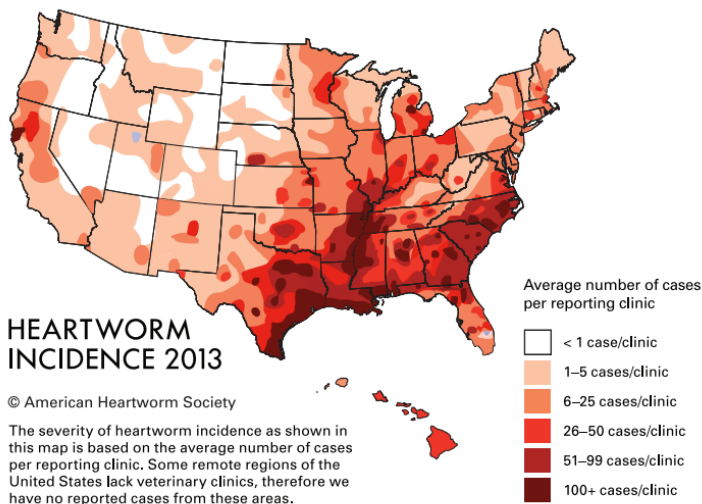 HEARTWORM
INCIDENCE 2013
© American Heartworm Society
The severity of heartworm incidence as shown in
this map is based on the average number of cases
per reporting clinic. Some remote regions of the
United States lack veterinary clinics, therefore we
have no reported cases from these areas.
Average number of cases
per reporting clinic
< 1 case/clinic
1–5 cases/clinic
6–25 cases/clinic
26–50 cases/clinic
51–99 cases/clinic
100+ cases/clinic